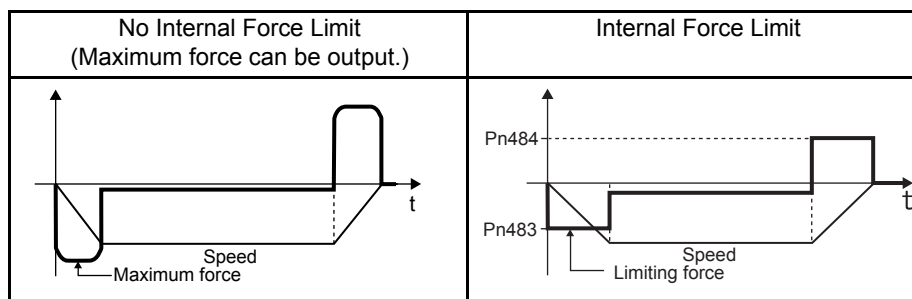 No Internal Force Limit
(Maximum force can be output.)
Internal Force Limit
t
Speed
Maximum force
Pn484
t
Pn483
Speed
Limiting force